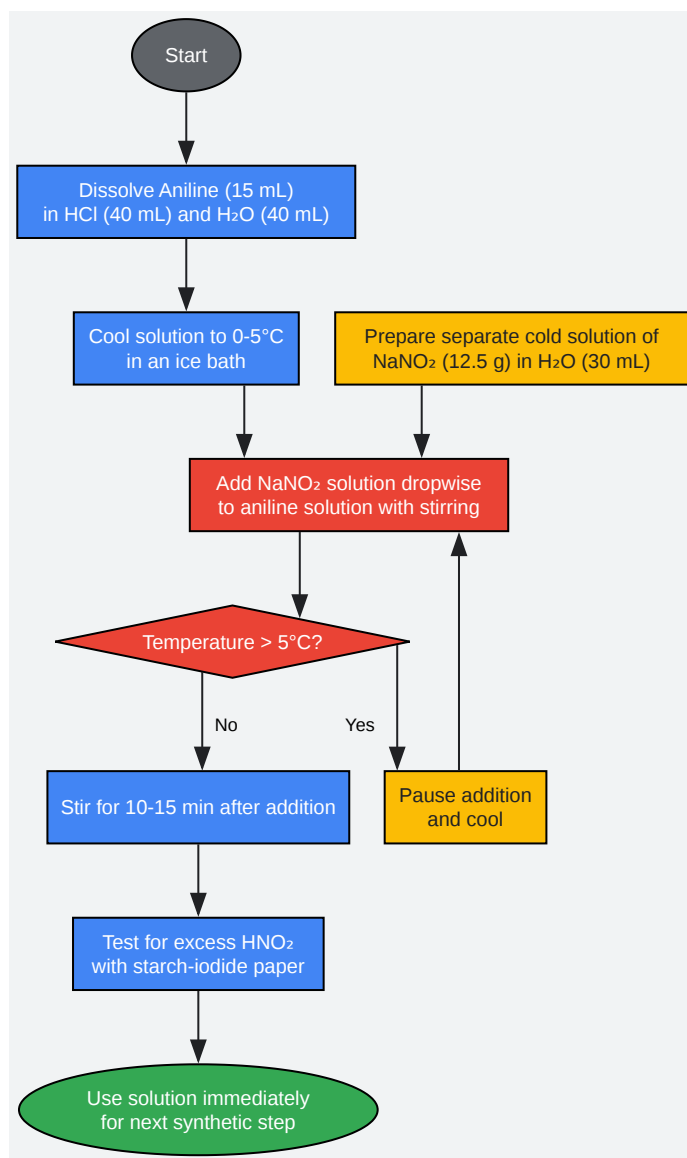 Start
Dissolve Aniline (15 mL)
in HCl (40 mL) and H₂O (40 mL)
Cool solution to 0-5°C
in an ice bath
Prepare separate cold solution of
NaNO₂ (12.5 g) in H₂O (30 mL)
Add NaNO₂ solution dropwise
to aniline solution with stirring
Temperature > 5°C?
No
Yes
Stir for 10-15 min after addition
Pause addition
and cool
Test for excess HNO₂
with starch-iodide paper
Use solution immediately
for next synthetic step